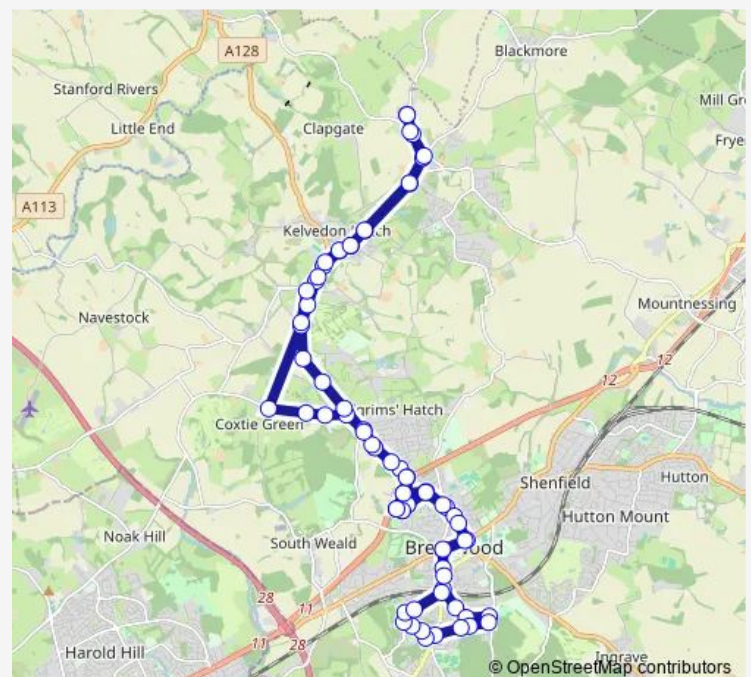 Blackmore
A128
Stanford Rivers
Mill Gr
Little End
Clapgate
Frye
A113
Kelvedon Hatch
Navestock
Mountnessing
12
12
Pilgrims' Hatch
Coxtie Green
Shenfield
Hutton
Hutton Mount
Noak Hill
South Weald
Brentwood
28
11
11
28
Harold Hill
Ingrave
© OpenStreetMap contributors